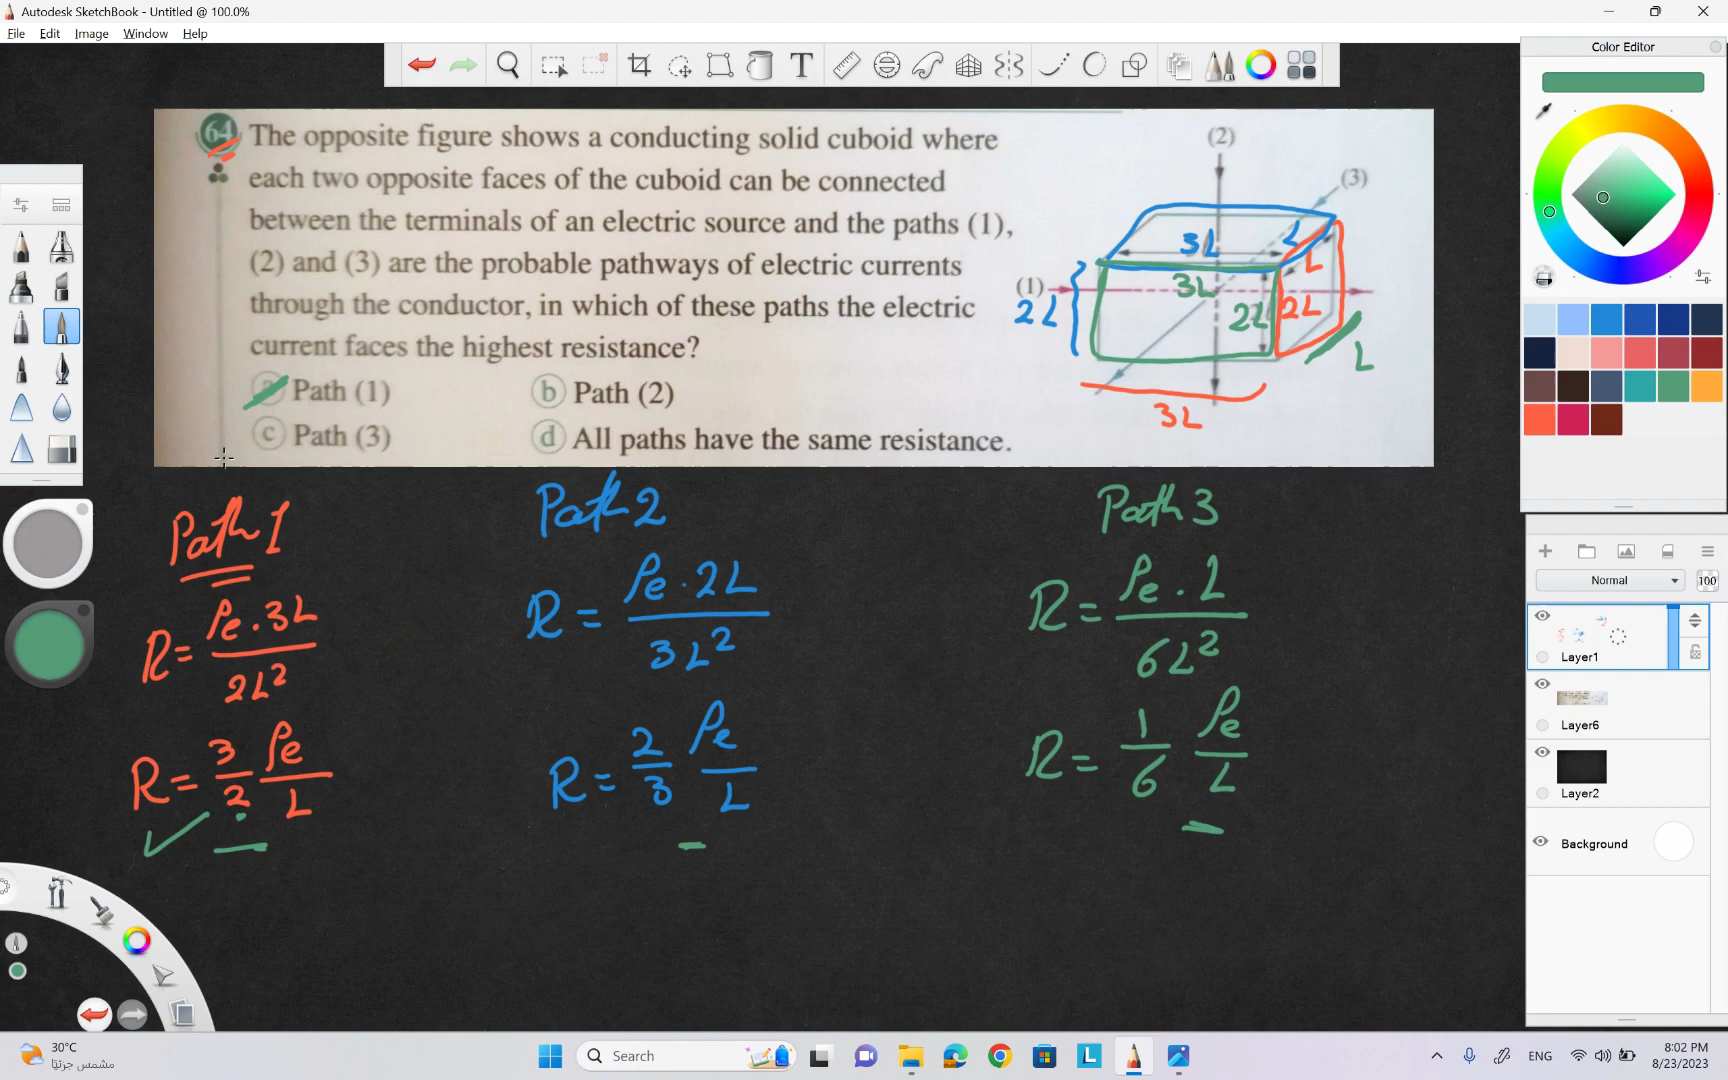 Autodesk SketchBook - Untitled @ 100.0%
File Edit Image Window Help
Color Editor
64 The opposite figure shows a conducting solid cuboid where
each two opposite faces of the cuboid can be connected
between the terminals of an electric source and the paths (1),
(2) and (3) are the probable pathways of electric currents
through the conductor, in which of these paths the electric
current faces the highest resistance?
a Path (1) b Path (2)
c Path (3) d All paths have the same resistance.
(2)
(3)
3L L
L
(1)
3L
2L
2L 2L
L
3L
Path 1
R = ρe · 3L / 2L²
R = 3/2 ρe/L
Path 2
R = ρe · 2L / 3L²
R = 2/3 ρe/L
Path 3
R = ρe · L / 6L²
R = 1/6 ρe/L
Normal 100
Layer1
Layer6
Layer2
Background
30°C
مشمس جزئيًا
Search
ENG
8:02 PM
8/23/2023